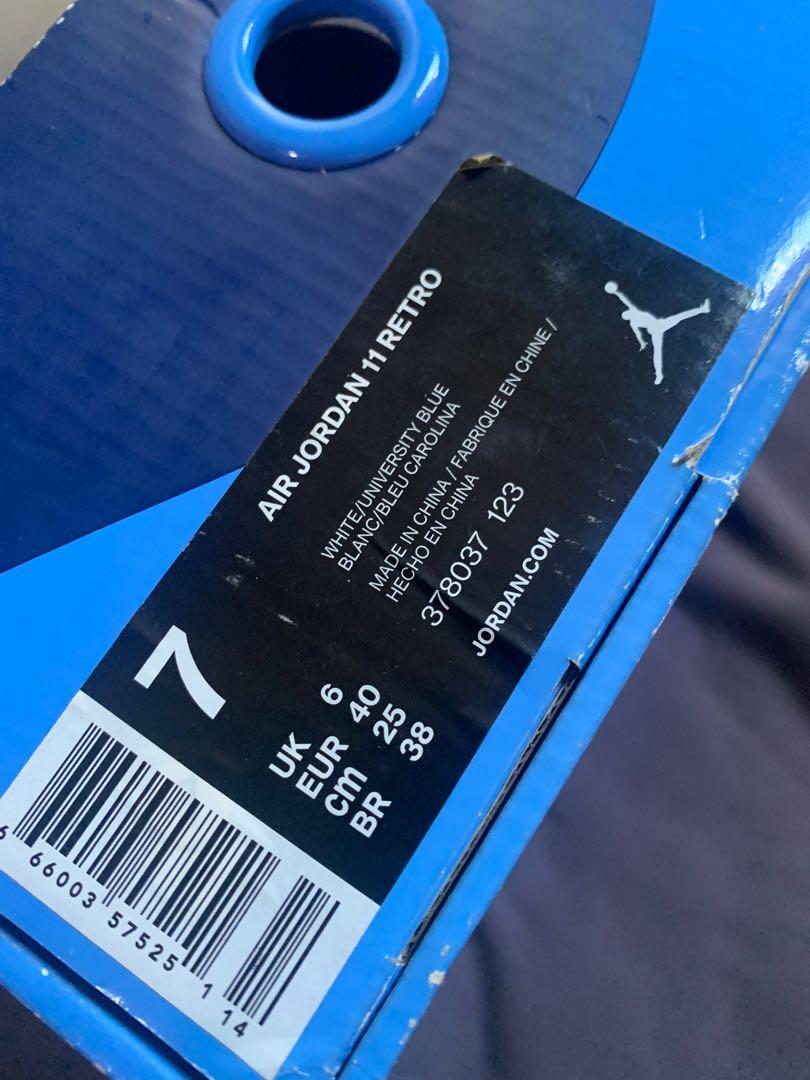 AIR JORDAN 11 RETRO
WHITE/UNIVERSITY BLUE
BLANC/BLEU CAROLINA
MADE IN CHINA / FABRIQUE EN CHINE /
HECHO EN CHINA
378037 123
JORDAN.COM
7
UK 6
EUR 40
cm 25
BR 38
6 66003 57525 1 14